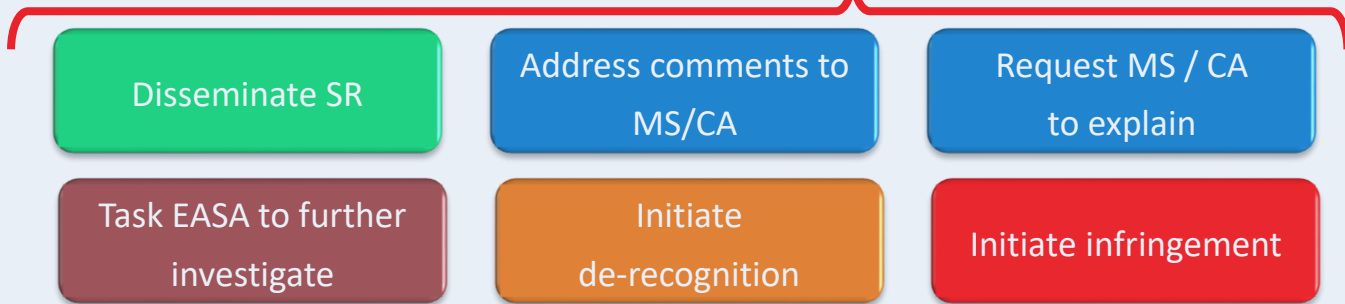 Disseminate SR
Address comments to
MS/CA
Request MS / CA
to explain
Task EASA to further
investigate
Initiate
de-recognition
Initiate infringement